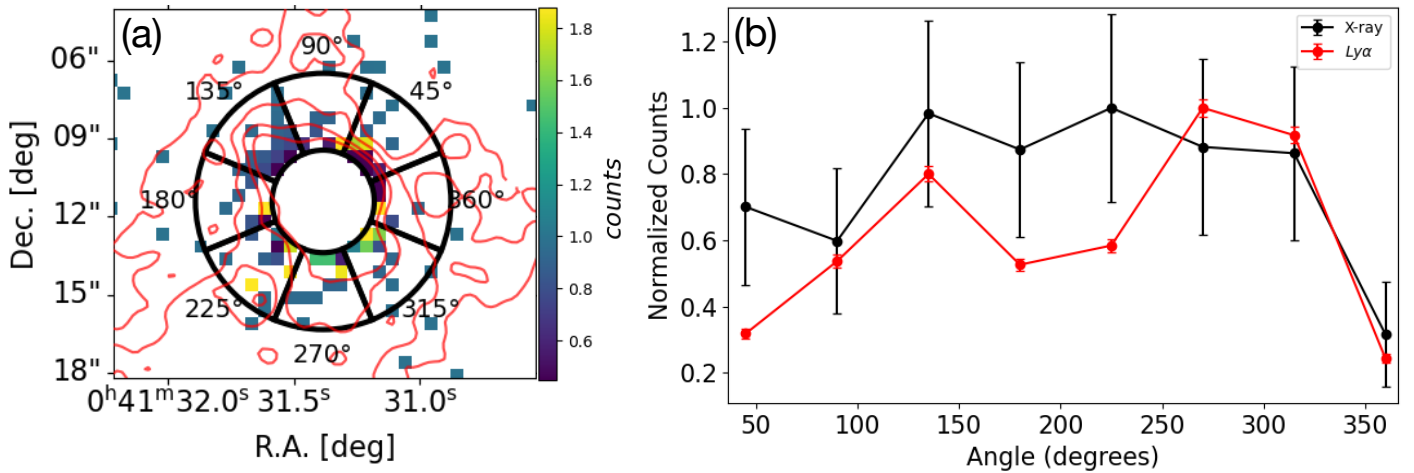 (a)
06"
09"
12"
15"
18"
Dec. [deg]
90°
135°
45°
180°
360°
225°
315°
270°
0ʰ41ᵐ32.0ˢ 31.5ˢ 31.0ˢ
R.A. [deg]
1.8
1.6
1.4
1.2
1.0
0.8
0.6
counts
(b)
X-ray
Lyα
1.2
1.0
0.8
0.6
0.4
0.2
Normalized Counts
50 100 150 200 250 300 350
Angle (degrees)